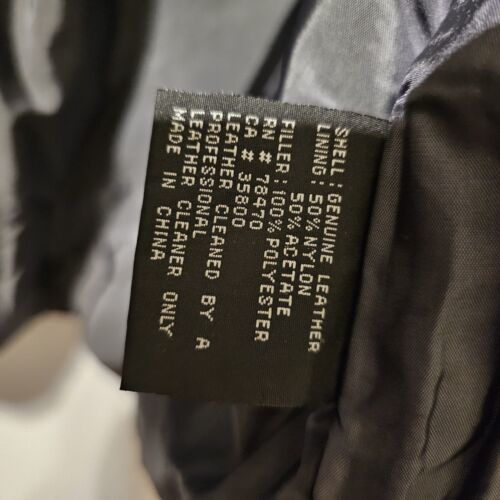 SHELL: GENUINE LEATHER
LINING: 50% NYLON
50% ACETATE
FILLER: 100% POLYESTER
RN # 78470
CA # 35800
LEATHER CLEANED BY A
PROFESSIONAL
LEATHER CLEANER ONLY
MADE IN CHINA